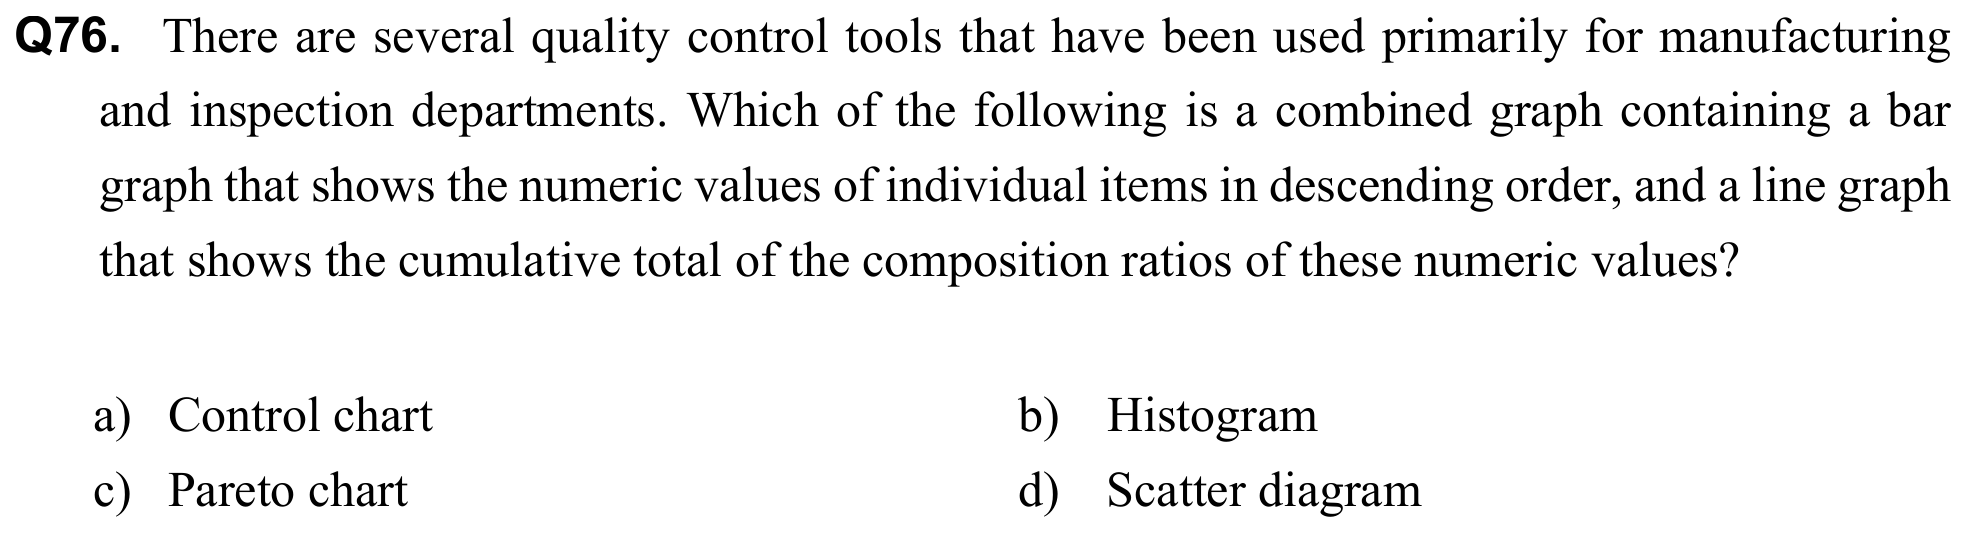 Q76. There are several quality control tools that have been used primarily for manufacturing
and inspection departments. Which of the following is a combined graph containing a bar
graph that shows the numeric values of individual items in descending order, and a line graph
that shows the cumulative total of the composition ratios of these numeric values?
a) Control chart b) Histogram
c) Pareto chart d) Scatter diagram